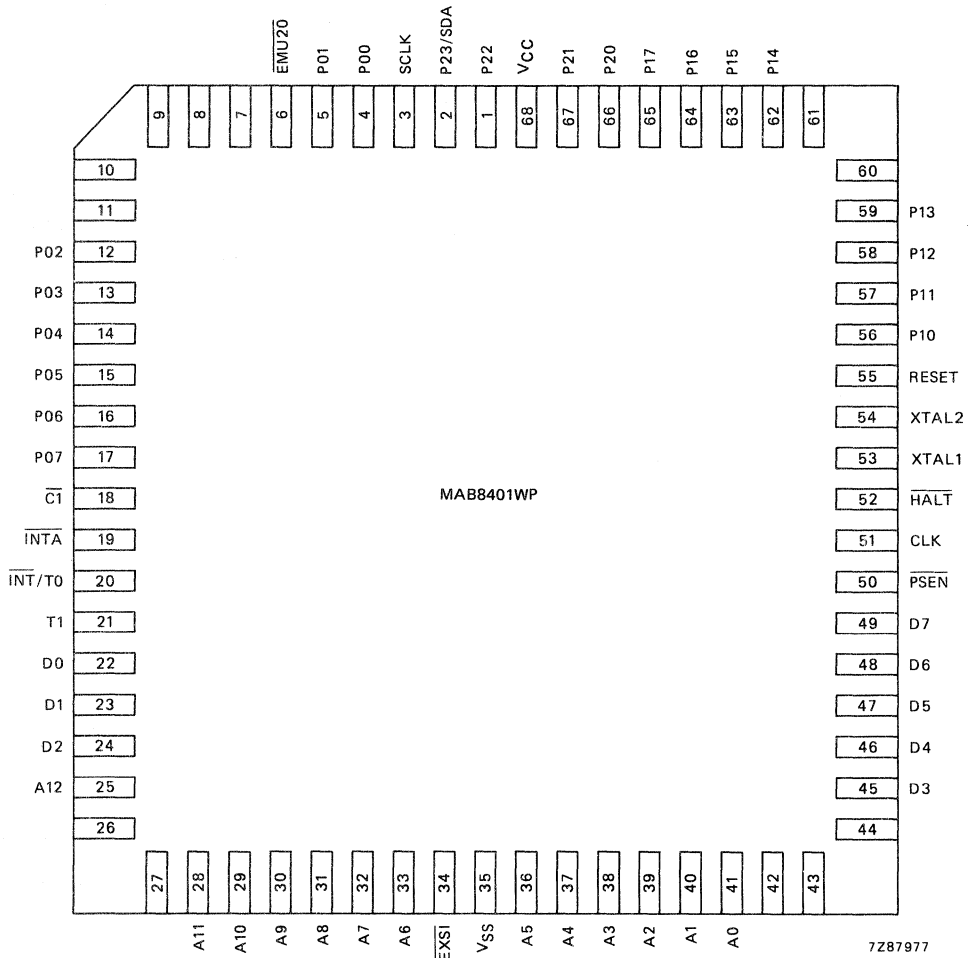 EMU20 P01 P00 SCLK P23/SDA P22 VCC P21 P20 P17 P16 P15 P14
9 8 7 6 5 4 3 2 1 68 67 66 65 64 63 62 61
10 60
11 59 P13
P02 12 58 P12
P03 13 57 P11
P04 14 56 P10
P05 15 55 RESET
P06 16 54 XTAL2
P07 17 53 XTAL1
C1 18 MAB8401WP 52 HALT
INTA 19 51 CLK
INT/T0 20 50 PSEN
T1 21 49 D7
D0 22 48 D6
D1 23 47 D5
D2 24 46 D4
A12 25 45 D3
26 44
27 28 29 30 31 32 33 34 35 36 37 38 39 40 41 42 43
A11 A10 A9 A8 A7 A6 EXSI VSS A5 A4 A3 A2 A1 A0
7Z87977